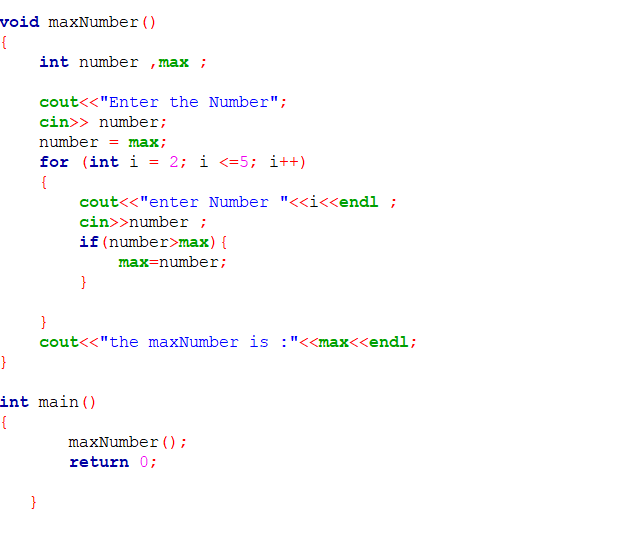 void maxNumber()
{
    int number ,max ;

    cout<<"Enter the Number";
    cin>> number;
    number = max;
    for (int i = 2; i <=5; i++)
    {
        cout<<"enter Number "<<i<<endl ;
        cin>>number ;
        if(number>max){
            max=number;
        }

    }
    cout<<"the maxNumber is :"<<max<<endl;
}

int main()
{
       maxNumber();
       return 0;

   }